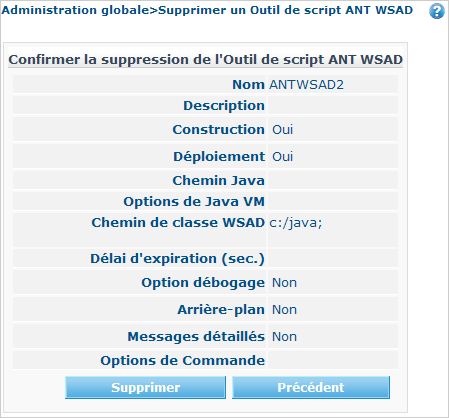 Administration globale>Supprimer un Outil de script ANT WSAD ?
Confirmer la suppression de l'Outil de script ANT WSAD
Nom ANTWSAD2
Description
Construction Oui
Déploiement Oui
Chemin Java
Options de Java VM
Chemin de classe WSAD c:/java;
Délai d'expiration (sec.)
Option débogage Non
Arrière-plan Non
Messages détaillés Non
Options de Commande
Supprimer Précédent